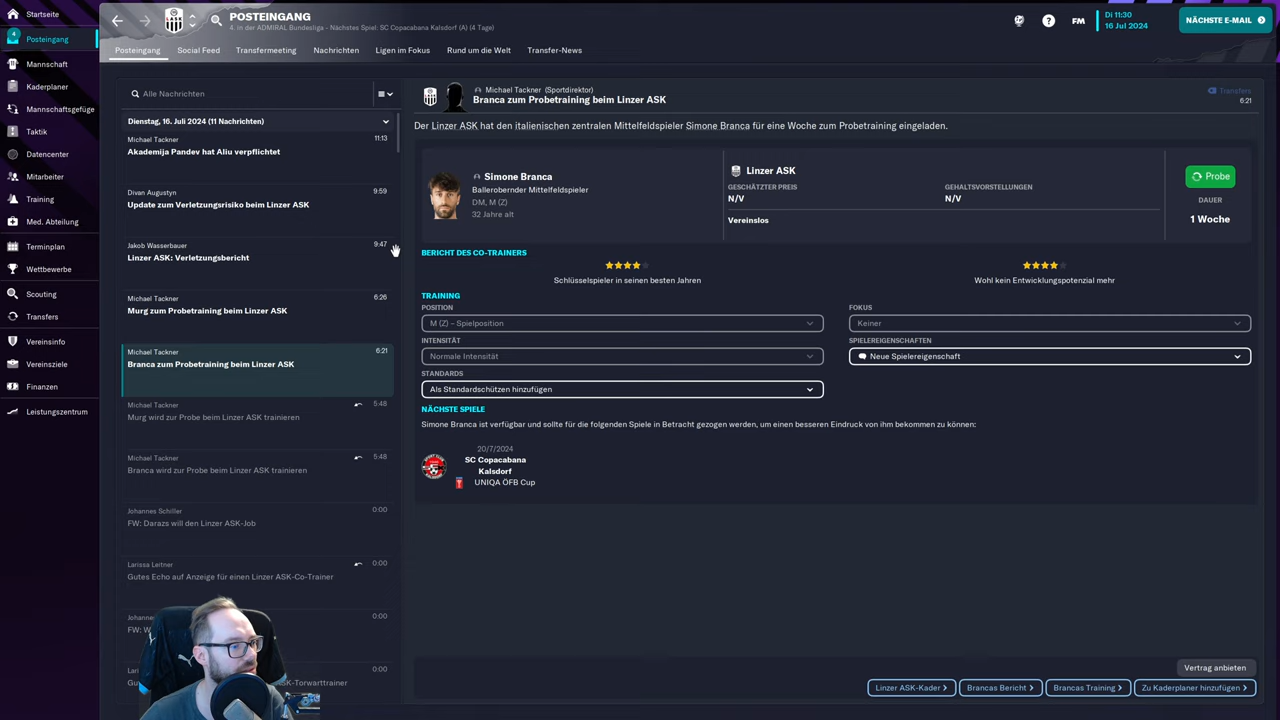 Startseite
4
Posteingang
Mannschaft
Kaderplaner
Mannschaftsgefüge
Taktik
Datencenter
Mitarbeiter
Training
Med. Abteilung
Terminplan
Wettbewerbe
Scouting
Transfers
Vereinsinfo
Vereinsziele
Finanzen
Leistungszentrum
POSTEINGANG
4. in der ADMIRAL Bundesliga - Nächstes Spiel: SC Copacabana Kalsdorf (A) (4 Tage)
FM
Di 11:30
16 Jul 2024
NÄCHSTE E-MAIL
Posteingang
Social Feed
Transfermeeting
Nachrichten
Ligen im Fokus
Rund um die Welt
Transfer-News
Alle Nachrichten
Dienstag, 16. Juli 2024 (11 Nachrichten)
Michael Tackner 11:13
Akademija Pandev hat Aliu verpflichtet
Divan Augustyn 9:59
Update zum Verletzungsrisiko beim Linzer ASK
Jakob Wasserbauer 9:47
Linzer ASK: Verletzungsbericht
Michael Tackner 6:26
Murg zum Probetraining beim Linzer ASK
Michael Tackner 6:21
Branca zum Probetraining beim Linzer ASK
Michael Tackner 5:48
Murg wird zur Probe beim Linzer ASK trainieren
Michael Tackner 5:48
Branca wird zur Probe beim Linzer ASK trainieren
Johannes Schiller 0:00
FW: Darazs will den Linzer ASK-Job
Larissa Leitner 0:00
Gutes Echo auf Anzeige für einen Linzer ASK-Co-Trainer
0:00
0:00
Michael Tackner (Sportdirektor)
Branca zum Probetraining beim Linzer ASK
Transfers
6:21
Der Linzer ASK hat den italienischen zentralen Mittelfeldspieler Simone Branca für eine Woche zum Probetraining eingeladen.
Simone Branca
Ballerobernder Mittelfeldspieler
DM, M (Z)
32 Jahre alt
Linzer ASK
GESCHÄTZTER PREIS
N/V
GEHALTSVORSTELLUNGEN
N/V
Vereinslos
Probe
DAUER
1 Woche
BERICHT DES CO-TRAINERS
Schlüsselspieler in seinen besten Jahren
Wohl kein Entwicklungspotenzial mehr
TRAINING
POSITION
M (Z) – Spielposition
FOKUS
Keiner
INTENSITÄT
Normale Intensität
SPIELEREIGENSCHAFTEN
Neue Spielereigenschaft
STANDARDS
Als Standardschützen hinzufügen
NÄCHSTE SPIELE
Simone Branca ist verfügbar und sollte für die folgenden Spiele in Betracht gezogen werden, um einen besseren Eindruck von ihm bekommen zu können:
20/7/2024
SC Copacabana
Kalsdorf
UNIQA ÖFB Cup
Vertrag anbieten
Linzer ASK-Kader
Brancas Bericht
Brancas Training
Zu Kaderplaner hinzufügen